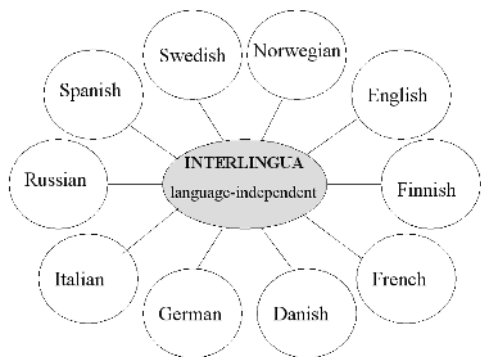 Swedish
Norwegian
Spanish
English
INTERLINGUA
language-independent
Russian
Finnish
Italian
French
German
Danish